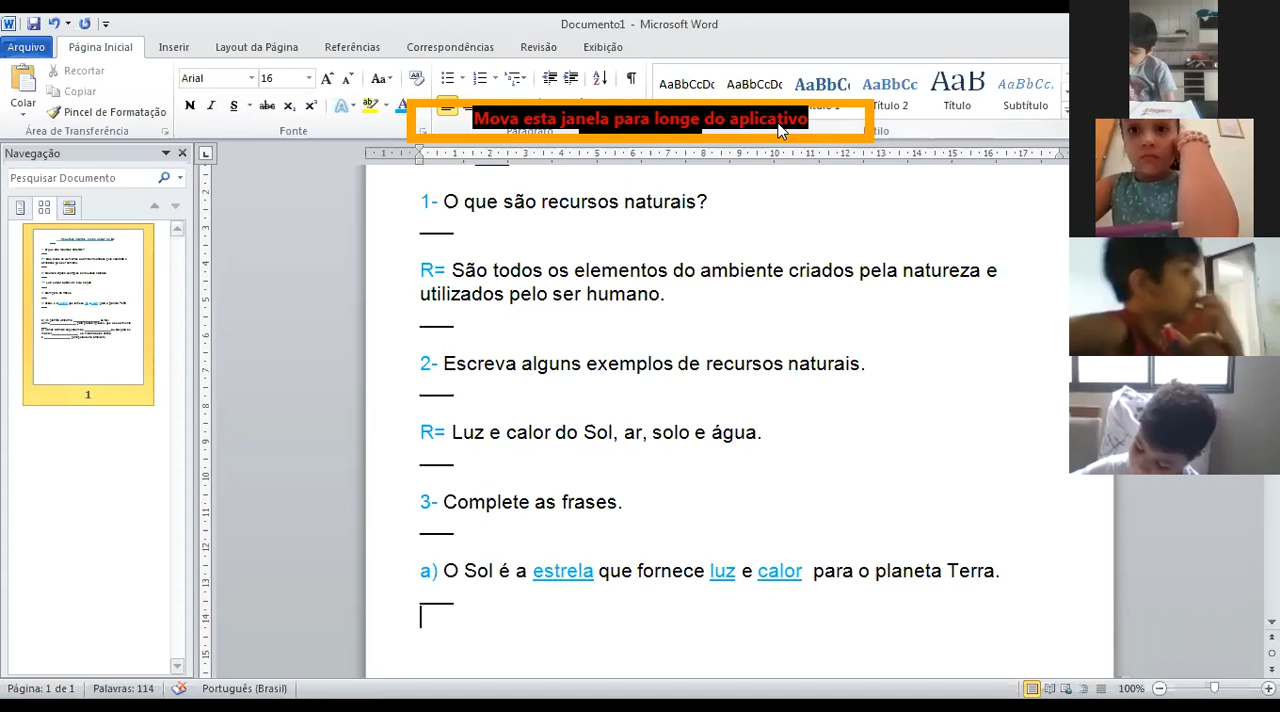 Documento1 - Microsoft Word
Arquivo Página Inicial Inserir Layout da Página Referências Correspondências Revisão Exibição
Colar
Recortar
Copiar
Pincel de Formatação
Área de Transferência
Arial 16
N I S abc x₂ x²
Fonte
Parágrafo
AaBbCcDc AaBbCcDc AaBbC AaBbCc AaB AaBbCc
Título 2 Título Subtítulo
Mova esta janela para longe do aplicativo
Navegação
Pesquisar Documento
1
1- O que são recursos naturais?
R= São todos os elementos do ambiente criados pela natureza e
utilizados pelo ser humano.
2- Escreva alguns exemplos de recursos naturais.
R= Luz e calor do Sol, ar, solo e água.
3- Complete as frases.
a) O Sol é a estrela que fornece luz e calor para o planeta Terra.
Página: 1 de 1 Palavras: 114 Português (Brasil) 100%